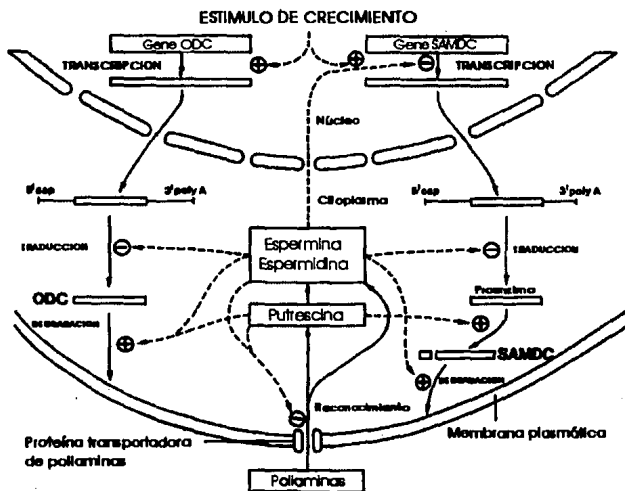 ESTIMULO DE CRECIMIENTO
Gene ODC
Gene SAMDC
TRANSCRIPCION
TRANSCRIPCION
Núcleo
Citoplasma
5' cap
3' poly A
5' cap
3' poly A
TRADUCCION
TRADUCCION
Espermina
Espermidina
ODC
Proenzima
Putrescina
DEGRADACION
SAMDC
DEGRADACION
Reconocimiento
Proteína transportadora
de poliaminas
Membrana plasmática
Poliaminas